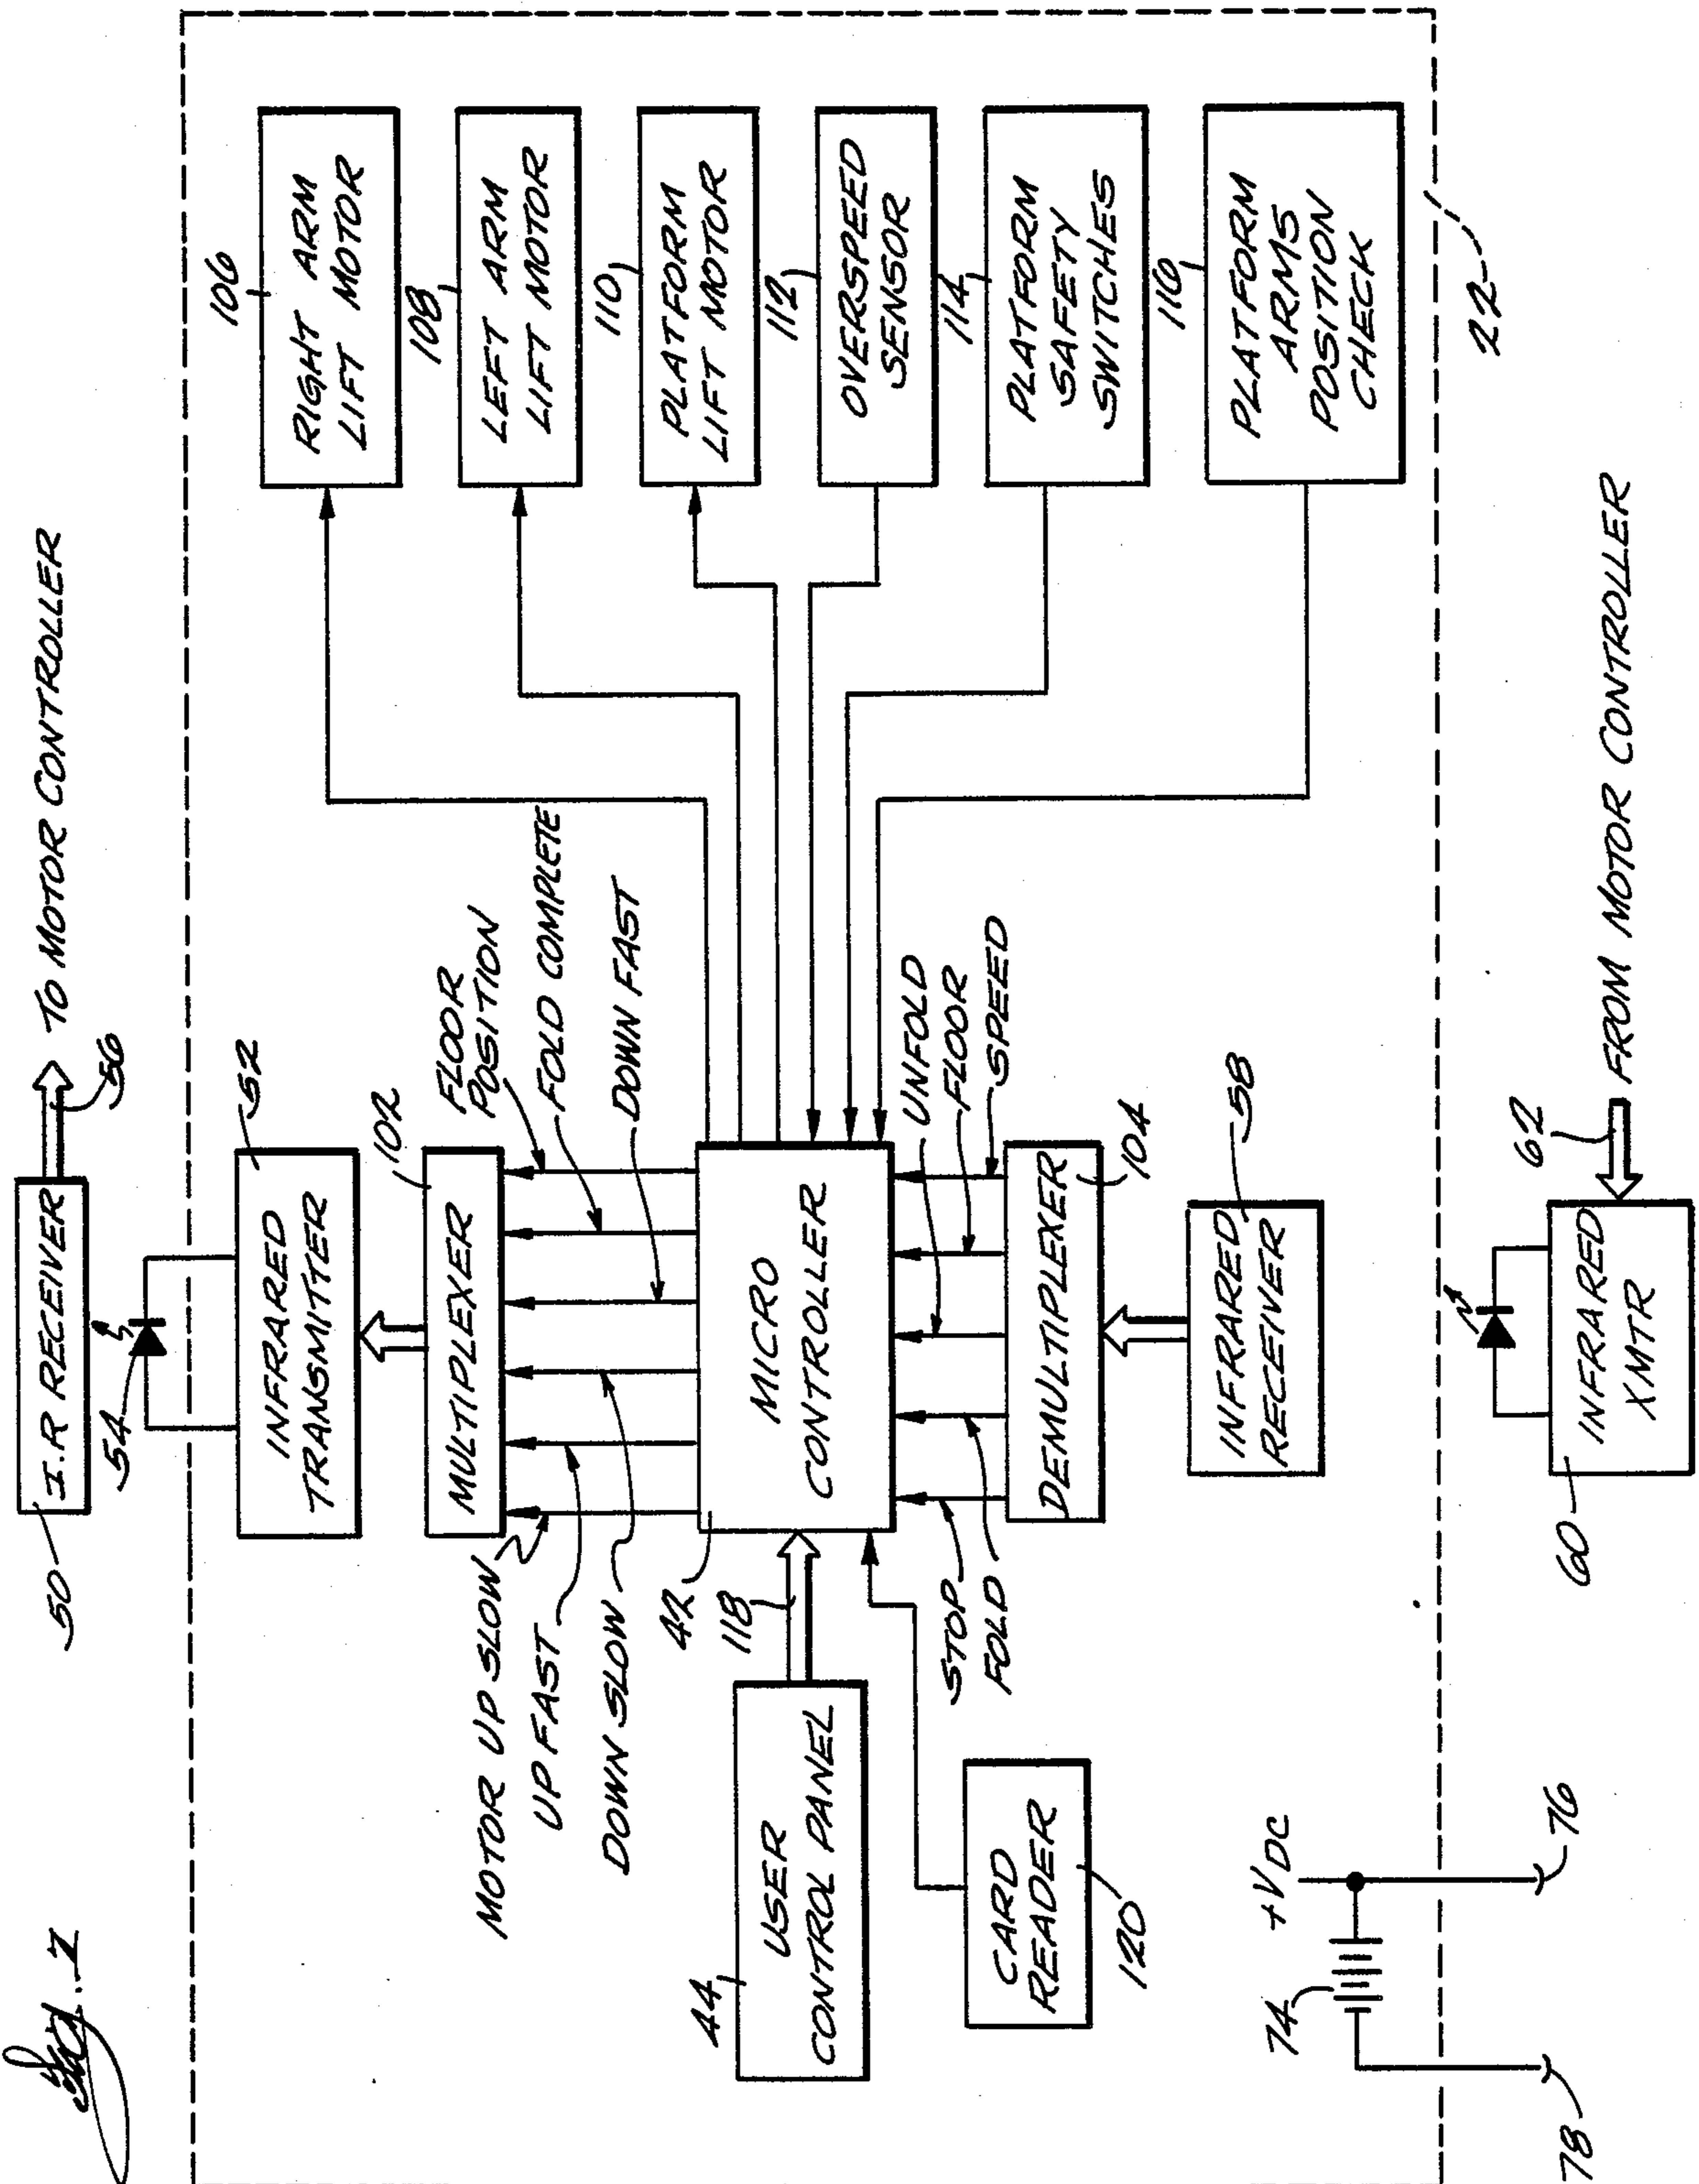 Fig.
50
I.R RECEIVER
56
TO MOTOR CONTROLLER
54
52
INFRARED
TRANSMITTER
106
RIGHT ARM
LIFT MOTOR
102
MULTIPLEXER
108
LEFT ARM
LIFT MOTOR
MOTOR UP SLOW
UP FAST
DOWN SLOW
FLOOR
POSITION
FOLD COMPLETE
DOWN FAST
110
PLATFORM
LIFT MOTOR
44
USER
CONTROL PANEL
118
42
MICRO
CONTROLLER
112
OVERSPEED
SENSOR
STOP
FOLD
UNFOLD
FLOOR
SPEED
114
PLATFORM
SAFETY
SWITCHES
CARD
READER
120
DEMULTIPLEXER
104
116
PLATFORM
ARMS
POSITION
CHECK
74
+VDC
INFRARED
RECEIVER
58
78
76
22
60
INFRARED
XMTR
62
FROM MOTOR CONTROLLER